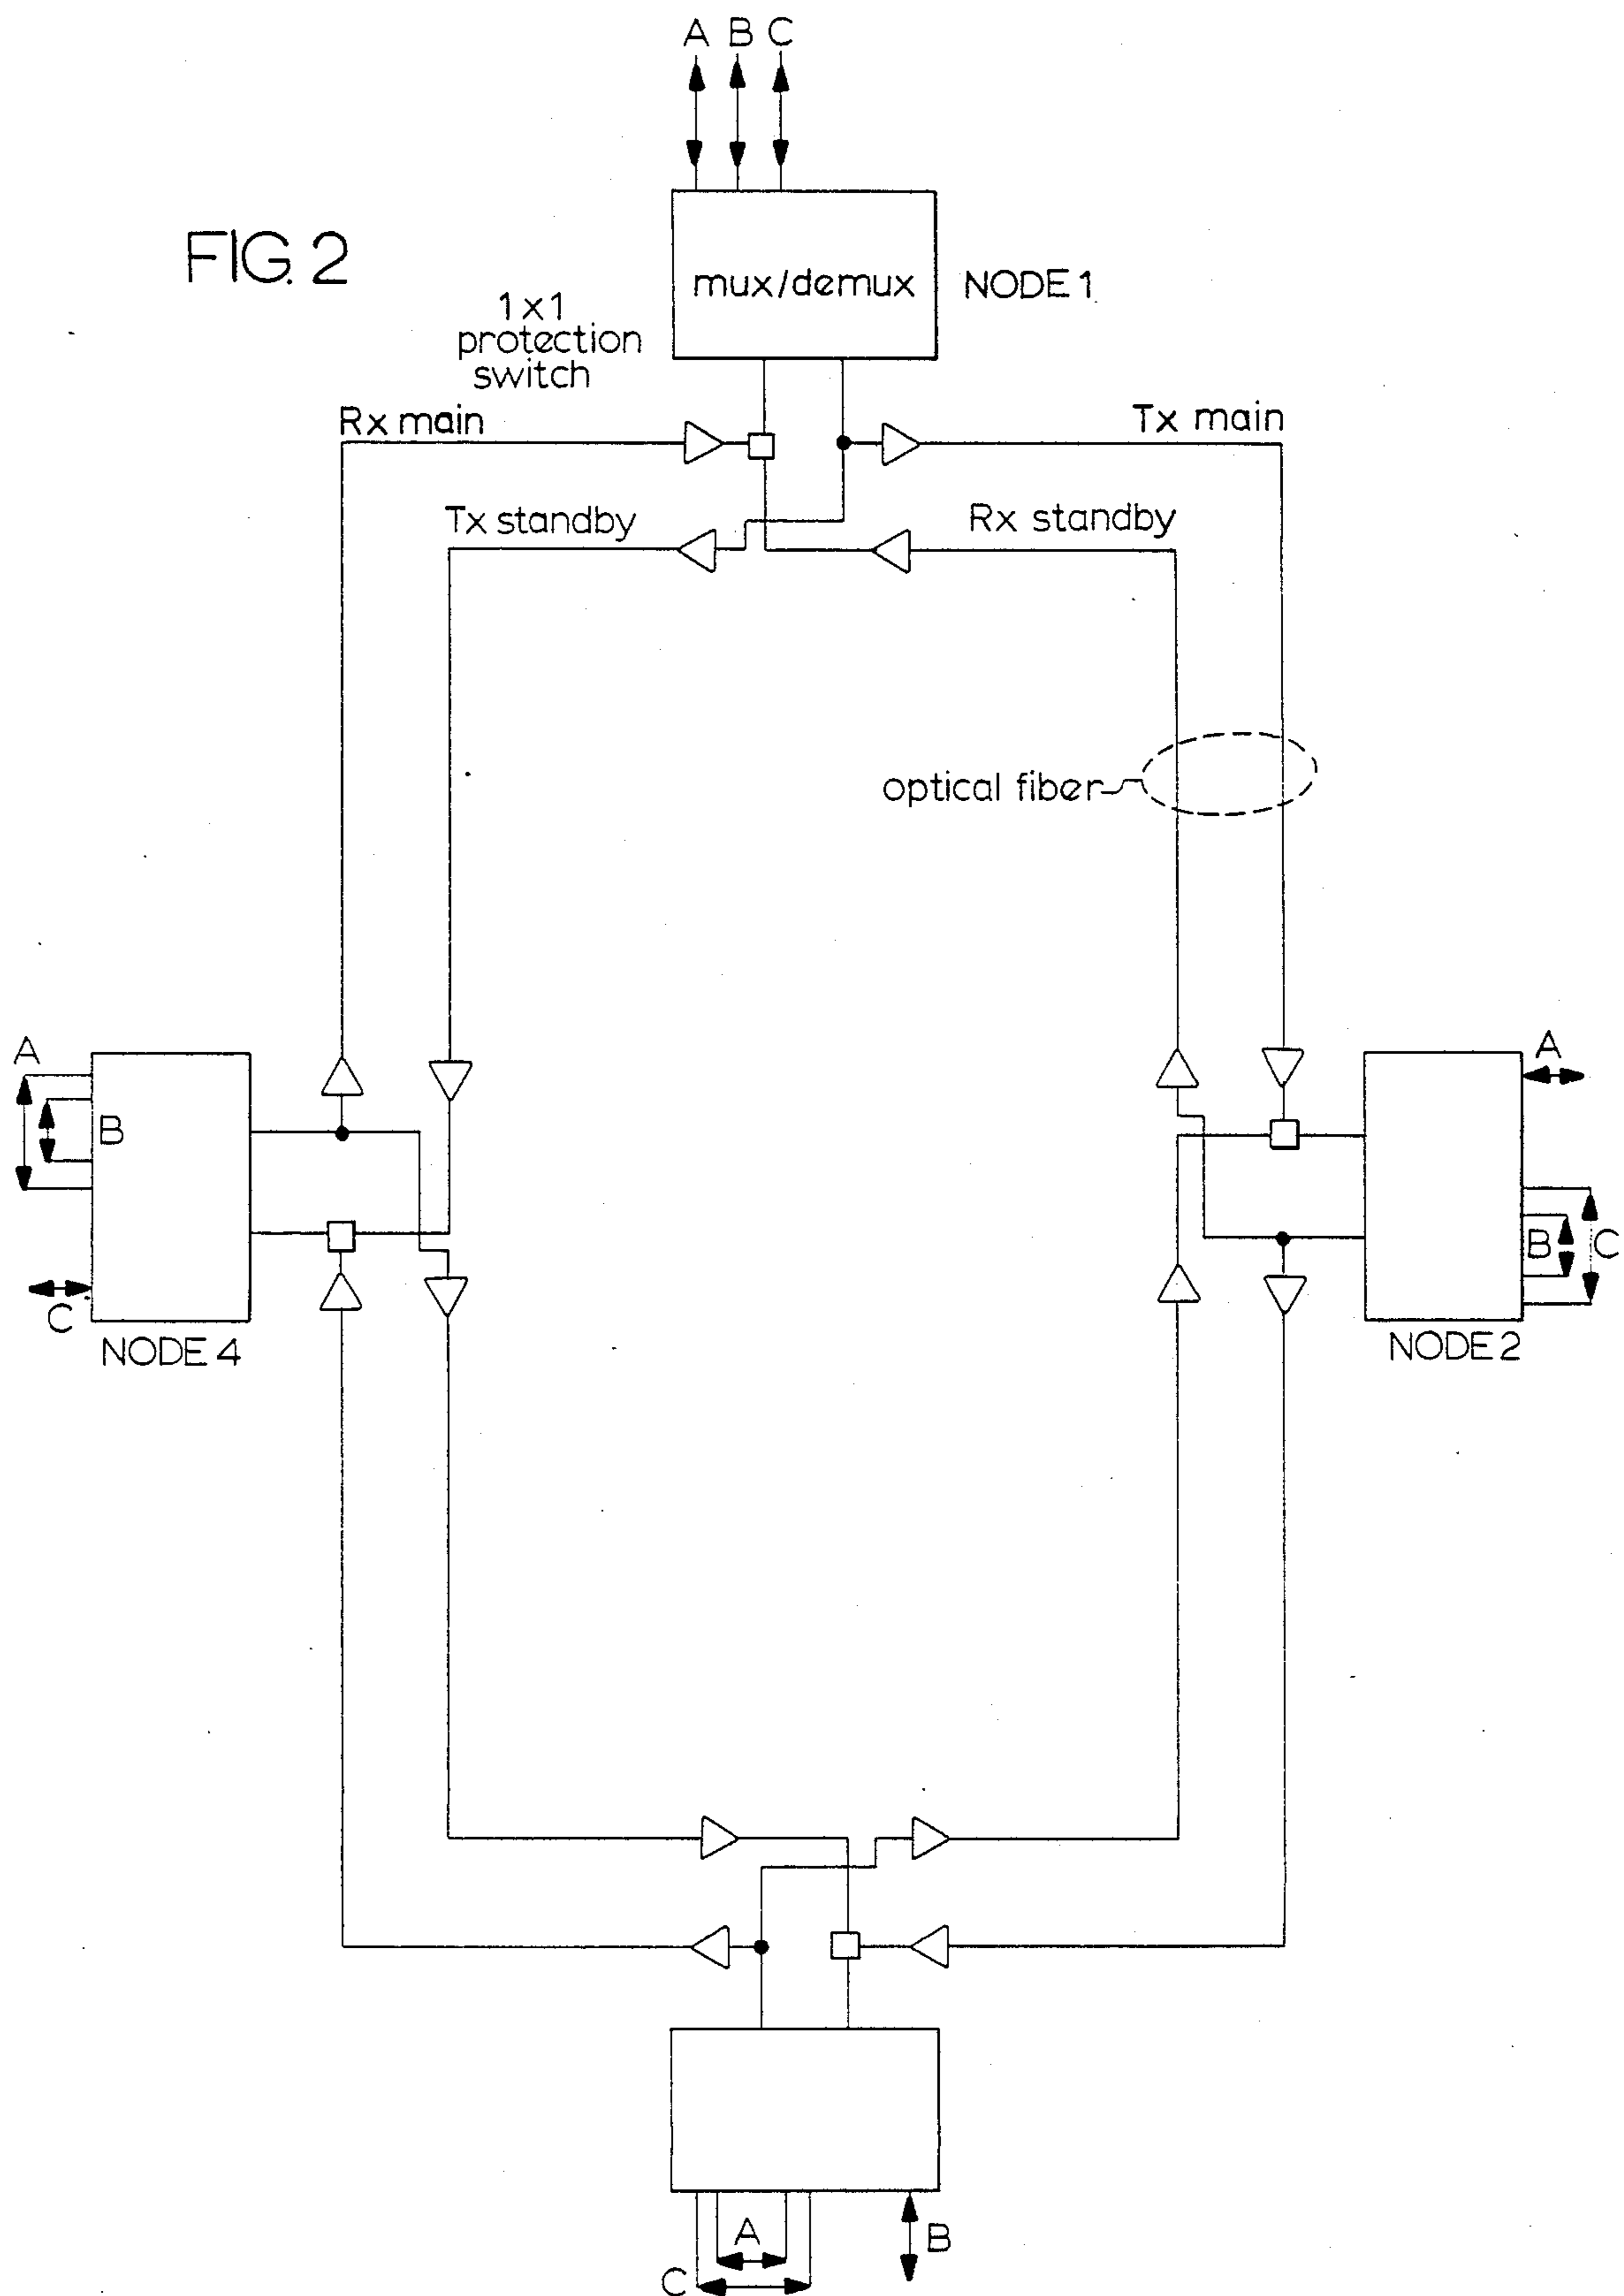 A B C
FIG. 2
mux/demux
NODE 1
1x1
protection
switch
Rx main
Tx main
Tx standby
Rx standby
optical fiber
A
B
C
NODE 4
A
B
C
NODE 2
A
B
C